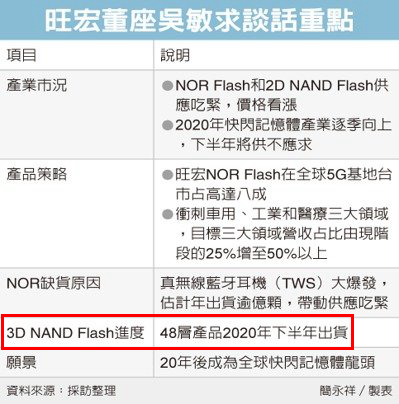 旺宏董座吳敏求談話重點
項目 說明
產業市況 ●NOR Flash和2D NAND Flash供
應吃緊,價格看漲
●2020年快閃記憶體產業逐季向上
,下半年將供不應求
產品策略 ●旺宏NOR Flash在全球5G基地台
市占高達八成
●衝刺車用、工業和醫療三大領域
,目標三大領域營收占比由現階
段的25%增至50%以上
NOR缺貨原因 真無線藍牙耳機(TWS)大爆發,
估計年出貨逾億顆,帶動供應吃緊
3D NAND Flash進度 48層產品2020年下半年出貨
願景 20年後成為全球快閃記憶體龍頭
資料來源:採訪整理 簡永祥/製表